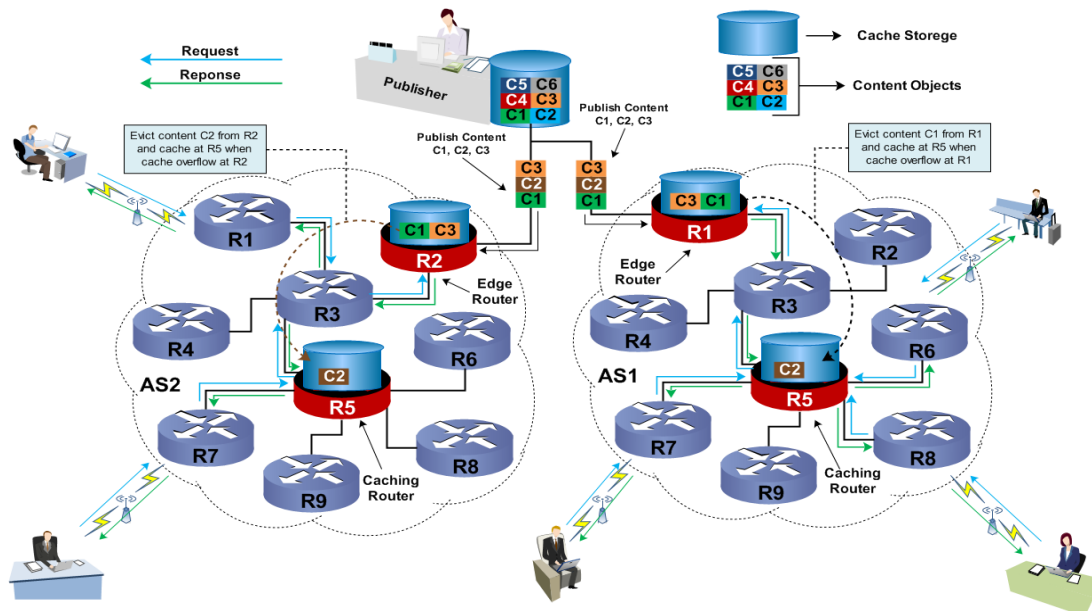 Request
Reponse
Publisher
C5 C6
C4 C3
C1 C2
Cache Storege
C5 C6
C4 C3
C1 C2
Content Objects
Publish Content
C1, C2, C3
Publish Content
C1, C2, C3
Evict content C2 from R2
and cache at R5 when
cache overflow at R2
Evict content C1 from R1
and cache at R5 when
cache overflow at R1
C3
C2
C1
C3
C2
C1
R1
C1 C3
R2
Edge
Router
R3
R4
R6
AS2
C2
R5
R7
R8
R9
Caching
Router
C3 C1
R1
R2
Edge
Router
R3
R4
R6
AS1
C2
R5
R7
R8
R9
Caching
Router